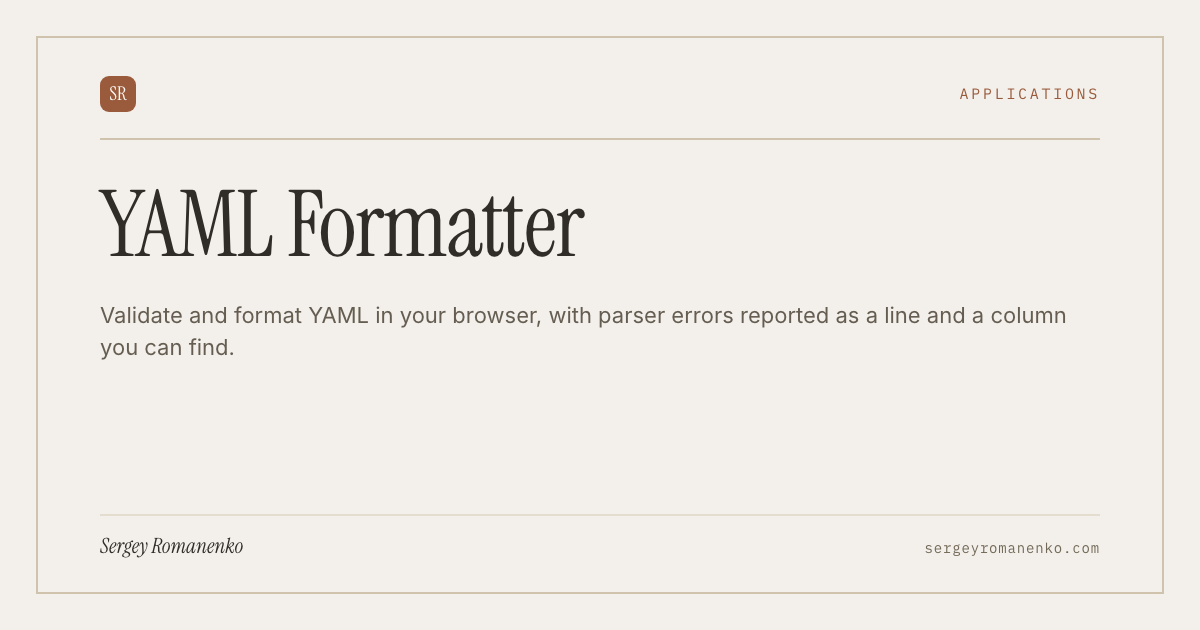 SR
APPLICATIONS
YAML Formatter
Validate and format YAML in your browser, with parser errors reported as a line and a column
you can find.
Sergey Romanenko
sergeyromanenko.com